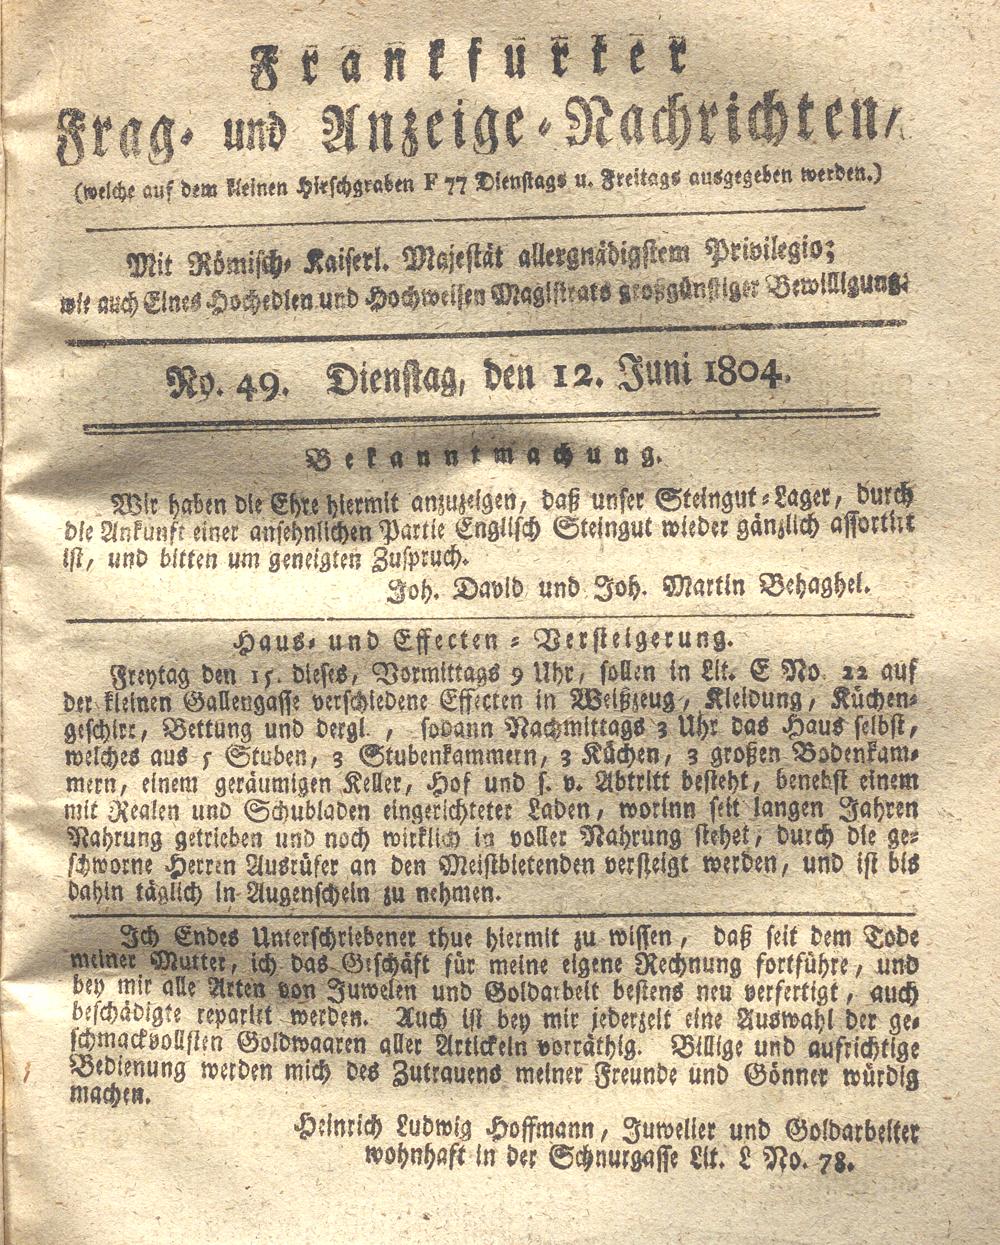 Frankfurter
Frag- und Anzeige-Nachrichten,
(welche auf dem kleinen Hirschgraben F 77 Dienstags u. Freitags ausgegeben werden.)
Mit Römisch- Kaiserl. Majestät allergnädigstem Privilegio;
wie auch Eines Hochedlen und Hochweisen Magistrats großgünstiger Bewilligung.
No. 49. Dienstag, den 12. Juni 1804.
Bekanntmachung.
Wir haben die Ehre hiermit anzuzeigen, daß unser Steingut-Lager, durch
die Ankunft einer ansehnlichen Partie Englisch Steingut wieder gänzlich assortirt
ist, und bitten um geneigten Zuspruch.
Joh. David und Joh. Martin Behaghel.
Haus- und Effecten-Versteigerung.
Freytag den 15. dieses, Vormittags 9 Uhr, sollen in Lit. E No. 22 auf
der kleinen Gallengasse verschiedene Effecten in Weißzeug, Kleidung, Küchen-
geschirr, Bettung und dergl., sodann Nachmittags 3 Uhr das Haus selbst,
welches aus 5 Stuben, 3 Stubenkammern, 3 Küchen, 3 großen Bodenkam-
mern, einem geräumigen Keller, Hof und s. v. Abtritt besteht, benebst einem
mit Realen und Schubladen eingerichteter Laden, worinn seit langen Jahren
Nahrung getrieben und noch wirklich in voller Nahrung stehet, durch die ge-
schworne Herren Ausrüfer an den Meistbietenden versteigt werden, und ist bis
dahin täglich in Augenschein zu nehmen.
Ich Endes Unterschriebener thue hiermit zu wissen, daß seit dem Tode
meiner Mutter, ich das Geschäft für meine eigene Rechnung fortführe, und
bey mir alle Arten von Juwelen und Goldarbeit bestens neu verfertigt, auch
beschädigte reparirt werden. Auch ist bey mir jederzeit eine Auswahl der ge-
schmackvollsten Goldwaaren aller Artickeln vorräthig. Billige und aufrichtige
Bedienung werden mich des Zutrauens meiner Freunde und Gönner würdig
machen.
Heinrich Ludwig Hoffmann, Juwelier und Goldarbeiter
wohnhaft in der Schnurgasse Lit. L No. 78.